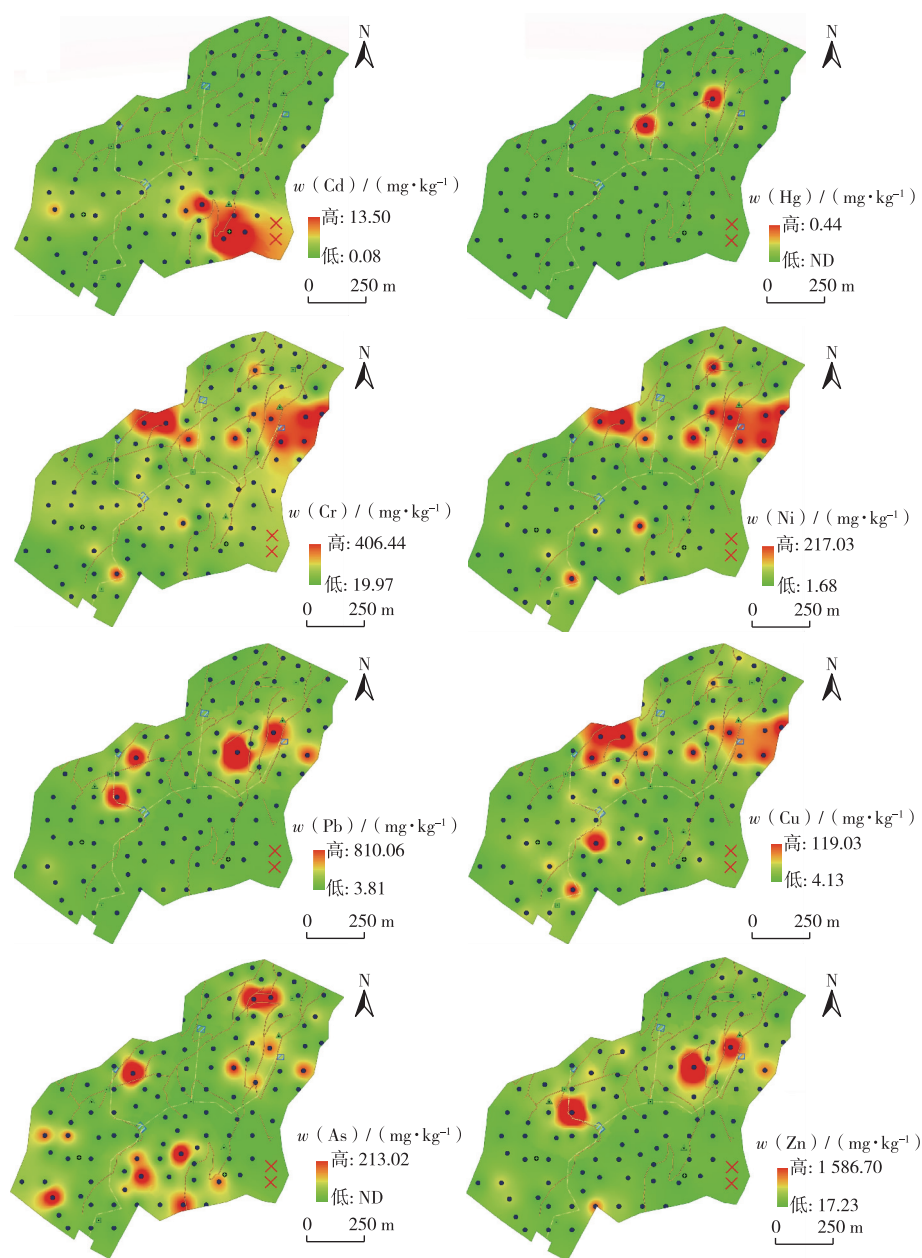 N
w（Cd）/（mg·kg⁻¹）
高: 13.50
低: 0.08
0 250 m
N
w（Hg）/（mg·kg⁻¹）
高: 0.44
低: ND
0 250 m
N
w（Cr）/（mg·kg⁻¹）
高: 406.44
低: 19.97
0 250 m
N
w（Ni）/（mg·kg⁻¹）
高: 217.03
低: 1.68
0 250 m
N
w（Pb）/（mg·kg⁻¹）
高: 810.06
低: 3.81
0 250 m
N
w（Cu）/（mg·kg⁻¹）
高: 119.03
低: 4.13
0 250 m
N
w（As）/（mg·kg⁻¹）
高: 213.02
低: ND
0 250 m
N
w（Zn）/（mg·kg⁻¹）
高: 1 586.70
低: 17.23
0 250 m